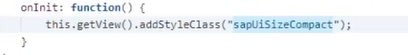 onInit: function() {
this.getView().addStyleClass("sapUiSizeCompact");
}